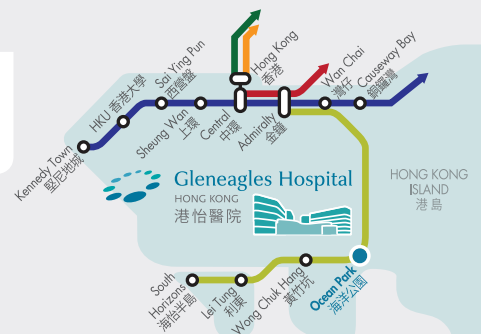 Kennedy Town
堅尼地城
HKU 香港大學
Sai Ying Pun
西營盤
Sheung Wan
上環
Central
中環
Hong Kong
香港
Admiralty
金鐘
Wan Chai
灣仔
Causeway Bay
銅鑼灣
Gleneagles Hospital
HONG KONG
港怡醫院
HONG KONG
ISLAND
港島
South
Horizons
海怡半島
Lei Tung
利東
Wong Chuk Hang
黃竹坑
Ocean Park
海洋公園